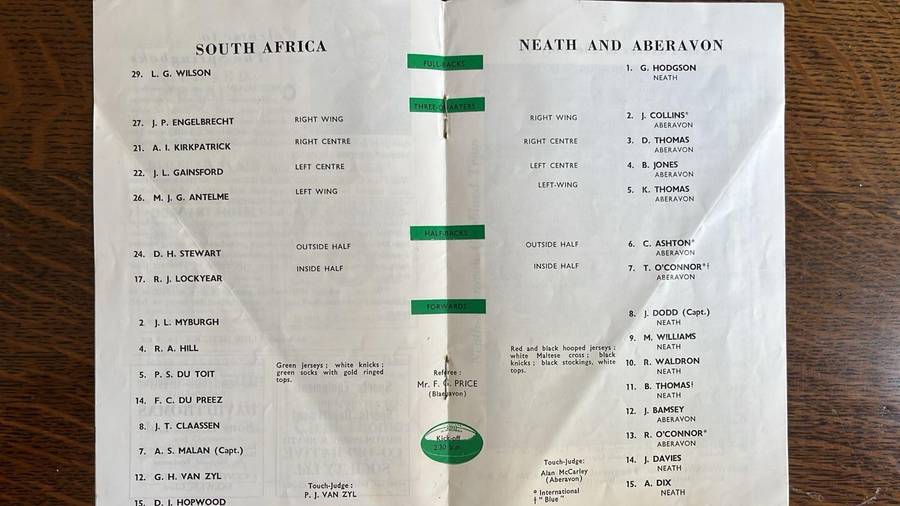 SOUTH AFRICA
29. L. G. WILSON
27. J. P. ENGELBRECHT RIGHT WING
21. A. I. KIRKPATRICK RIGHT CENTRE
22. J. L. GAINSFORD LEFT CENTRE
26. M. J. G. ANTELME LEFT WING
24. D. H. STEWART OUTSIDE HALF
17. R. J. LOCKYEAR INSIDE HALF
2 J. L. MYBURGH
4. R. A. HILL
5. P. S. DU TOIT
14. F. C. DU PREEZ
8. J. T. CLAASSEN
7. A. S. MALAN (Capt.)
12. G. H. VAN ZYL
15. D. J. HOPWOOD
Green jerseys ; white knicks ;
green socks with gold ringed
tops.
Touch-Judge :
P. J. VAN ZYL
FULL-BACKS
THREE-QUARTERS
HALF-BACKS
FORWARDS
Referee :
Mr. F. G. PRICE
(Blaenavon)
Kick-off
2.30 p.m.
NEATH AND ABERAVON
1. G. HODGSON
NEATH
RIGHT WING 2. J. COLLINS*
ABERAVON
RIGHT CENTRE 3. D. THOMAS
ABERAVON
LEFT CENTRE 4. B. JONES
ABERAVON
LEFT-WING 5. K. THOMAS
ABERAVON
OUTSIDE HALF 6. C. ASHTON*
ABERAVON
INSIDE HALF 7. T. O'CONNOR*†
ABERAVON
8. J. DODD (Capt.)
NEATH
9. M. WILLIAMS
NEATH
10. R. WALDRON
NEATH
11. B. THOMAS†
NEATH
12. J. BAMSEY
ABERAVON
13. R. O'CONNOR*
ABERAVON
14. J. DAVIES
NEATH
15. A. DIX
NEATH
Red and black hooped jerseys ;
white Maltese cross ; black
knicks ; black stockings, white
tops.
Touch-Judge:
Alan McCarley
(Aberavon)
* International
† " Blue "